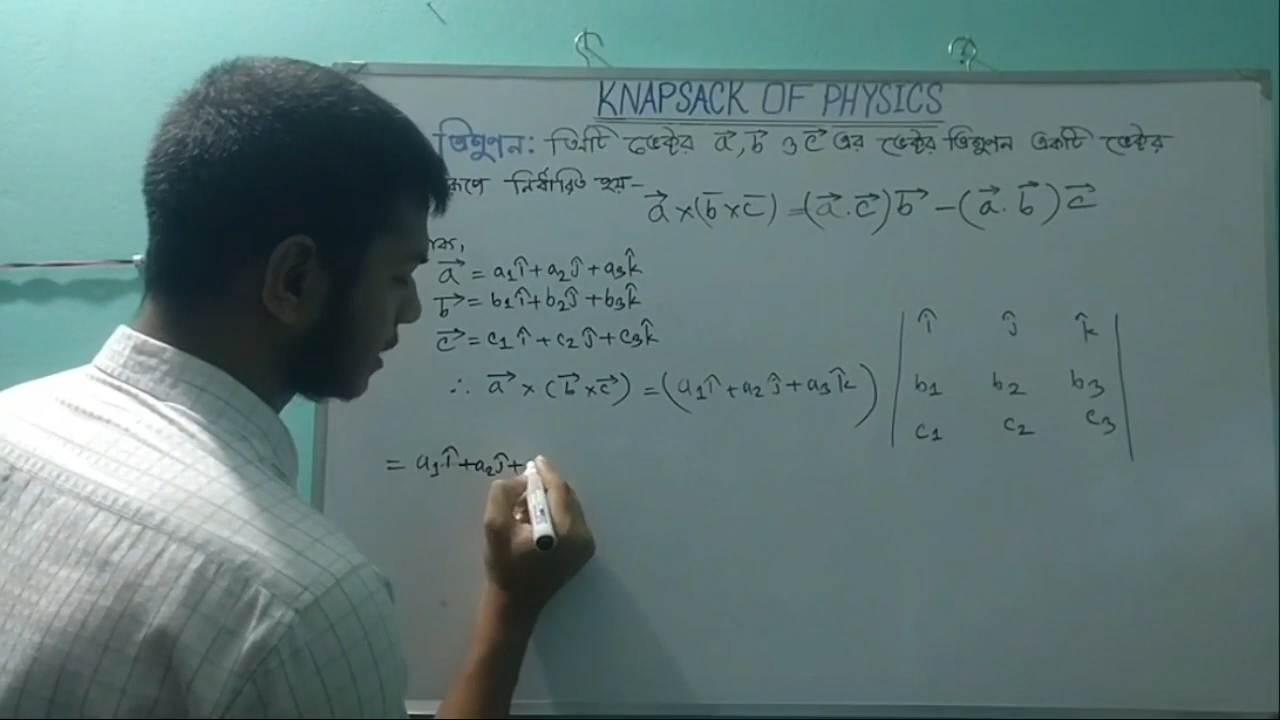 KNAPSACK OF PHYSICS
ত্রিগুণন: তিনটি ভেক্টর a⃗, b⃗ ও c⃗ এর ভেক্টর ত্রিগুণন একটি ভেক্টর
রূপে নির্ধারিত হয়-
a⃗ × (b̄ × c̄) = (a⃗ . c⃗) b⃗ − (a⃗ . b⃗) c⃗
a⃗ = a₁î + a₂ĵ + a₃k̂
b⃗ = b₁î + b₂ĵ + b₃k̂
c⃗ = c₁î + c₂ĵ + c₃k̂
∴ a⃗ × (b⃗ × c⃗) = (a₁î + a₂ĵ + a₃k̂) | î ĵ k̂ |
| b₁ b₂ b₃ |
| c₁ c₂ c₃ |
= a₁î + a₂ĵ +